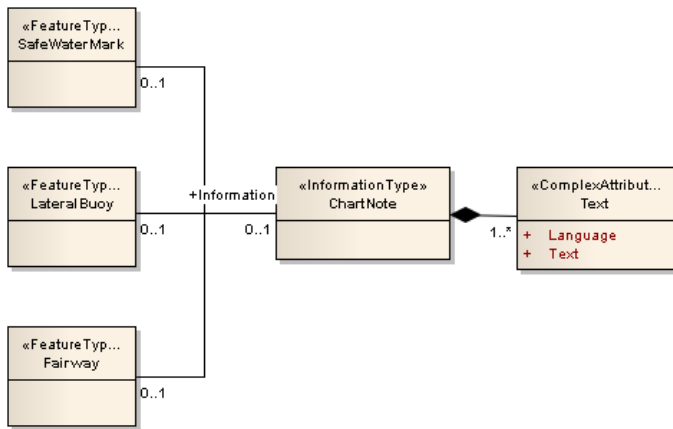 «FeatureTyp...
SafeWaterMark
0..1
«FeatureTyp...
LateralBuoy
0..1
+Information
0..1
«InformationType»
ChartNote
1..*
«ComplexAttribut...
Text
+ Language
+ Text
«FeatureTyp...
Fairway
0..1